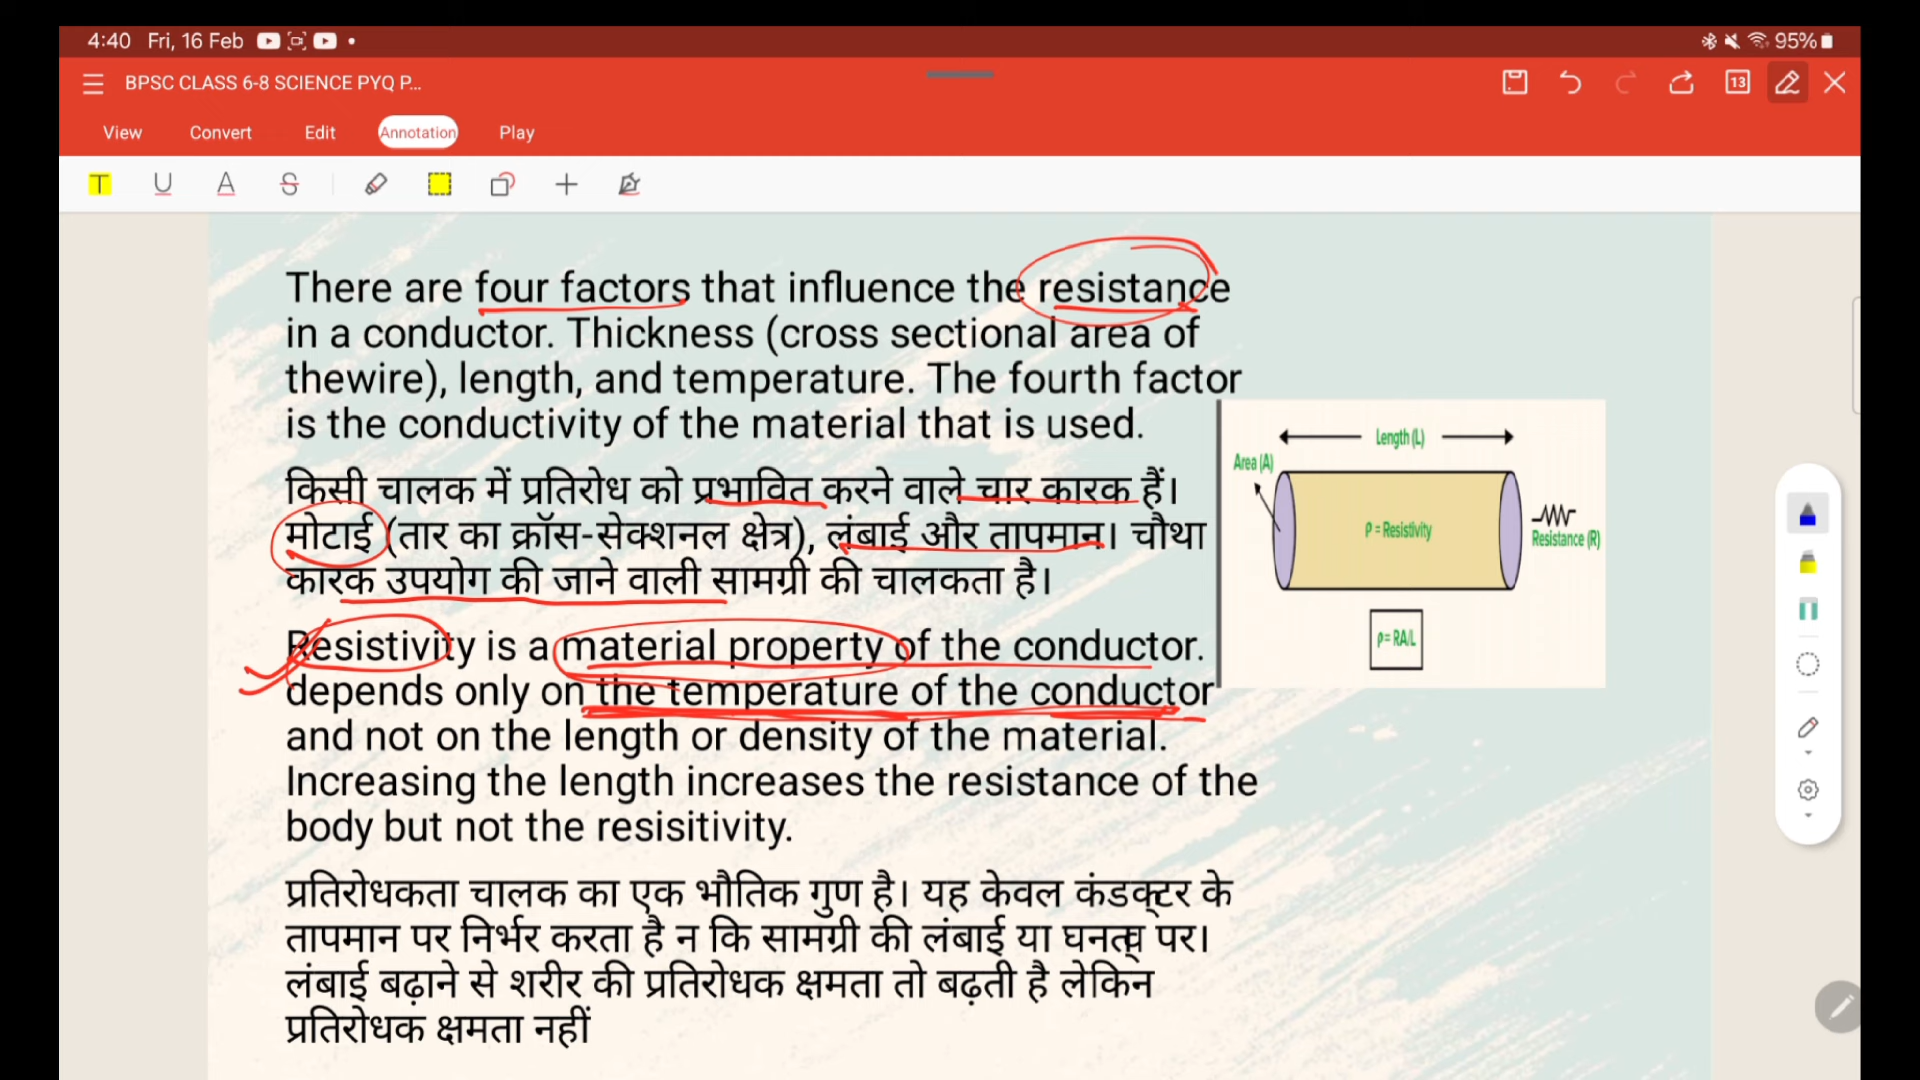 4:40 Fri, 16 Feb
95%
BPSC CLASS 6-8 SCIENCE PYQ P...
13
View Convert Edit Annotation Play
T U A S
There are four factors that influence the resistance
in a conductor. Thickness (cross sectional area of
thewire), length, and temperature. The fourth factor
is the conductivity of the material that is used.
किसी चालक में प्रतिरोध को प्रभावित करने वाले चार कारक हैं।
मोटाई (तार का क्रॉस-सेक्शनल क्षेत्र), लंबाई और तापमान। चौथा
कारक उपयोग की जाने वाली सामग्री की चालकता है।
Resistivity is a material property of the conductor.
depends only on the temperature of the conductor
and not on the length or density of the material.
Increasing the length increases the resistance of the
body but not the resisitivity.
प्रतिरोधकता चालक का एक भौतिक गुण है। यह केवल कंडक्टर के
तापमान पर निर्भर करता है न कि सामग्री की लंबाई या घनत्व पर।
लंबाई बढ़ाने से शरीर की प्रतिरोधक क्षमता तो बढ़ती है लेकिन
प्रतिरोधक क्षमता नहीं
Length (L)
Area (A)
ρ = Resistivity
Resistance (R)
ρ=RA/L